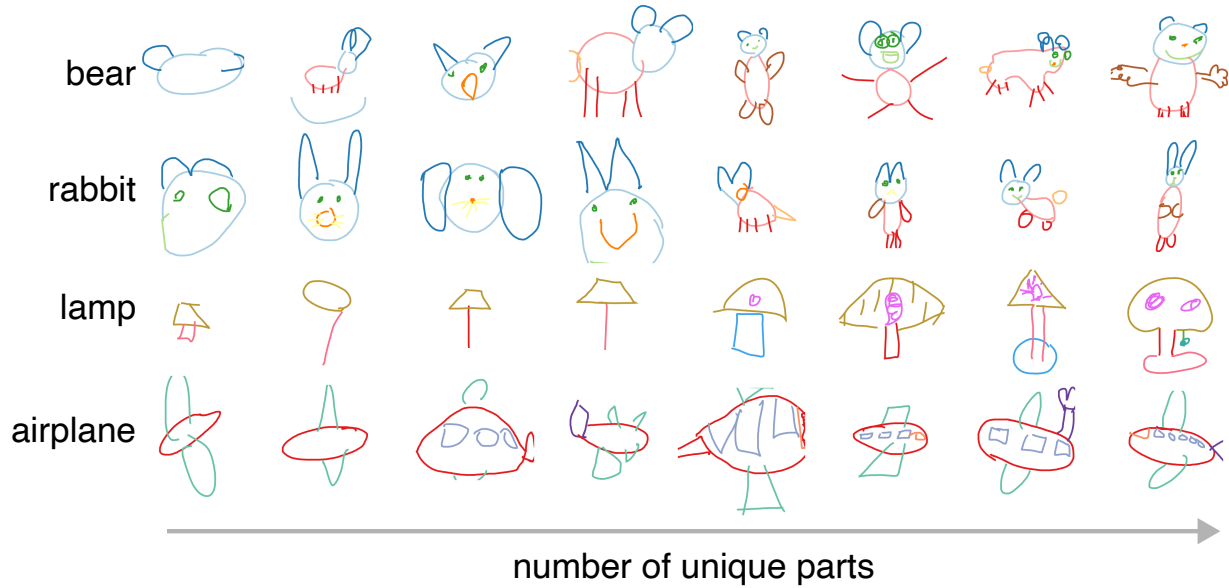 bear
rabbit
lamp
airplane
number of unique parts